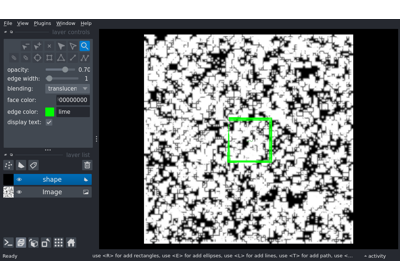 File View Plugins Window Help
layer controls
opacity: 0.70
edge width: 1
blending: translucen
face color: 00000000
edge color: lime
display text:
layer list
shape
Image
Ready
use <R> for add rectangles, use <E> for add ellipses, use <L> for add lines, use <T> for add path, use <...
activity